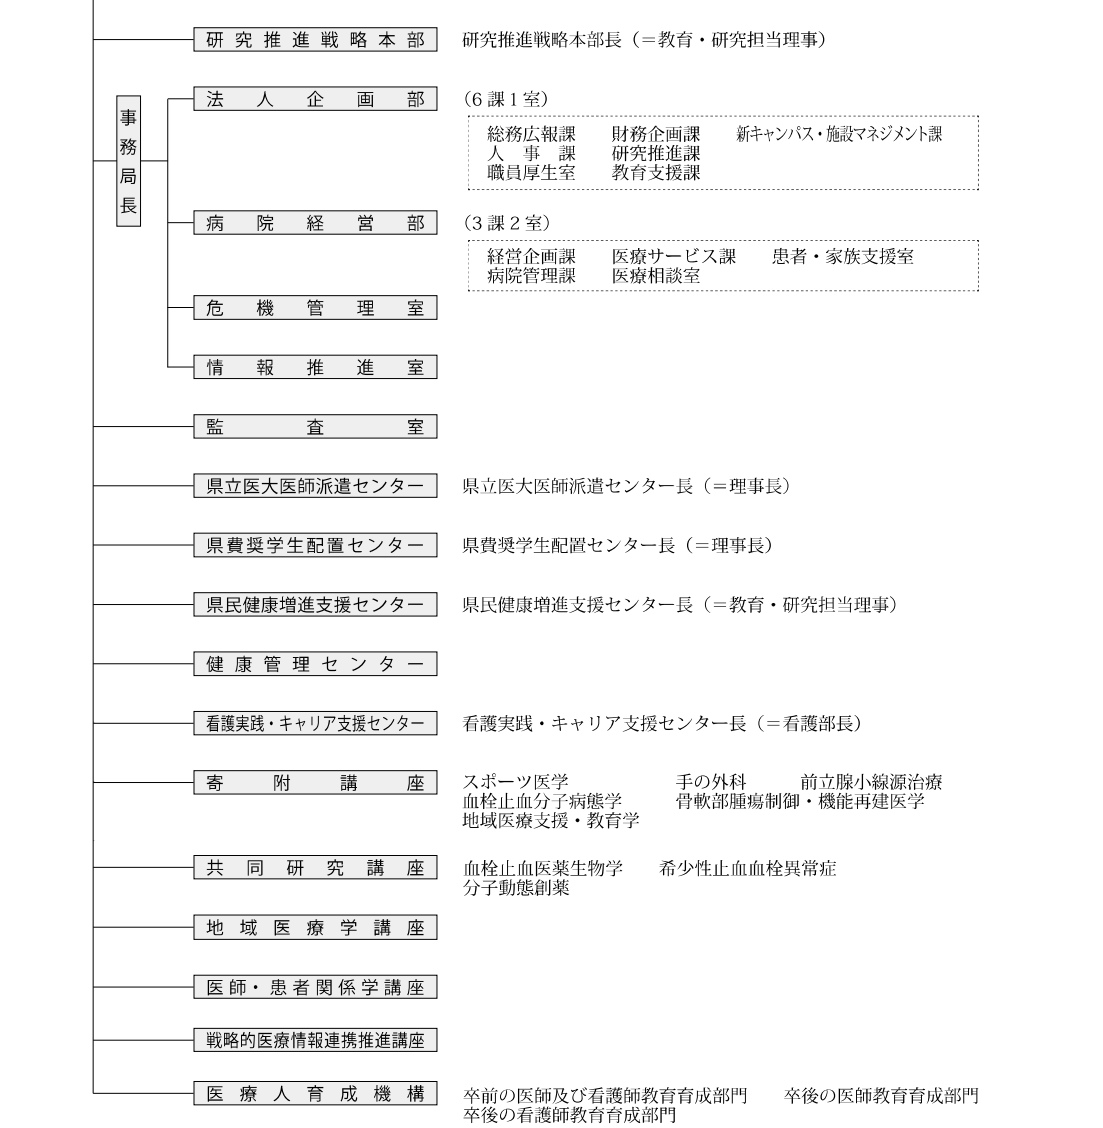 研究推進戦略本部　研究推進戦略本部長（＝教育・研究担当理事）
事務局長
法人企画部　（6課1室）
総務広報課　財務企画課　新キャンパス・施設マネジメント課
人事課　研究推進課
職員厚生室　教育支援課
病院経営部　（3課2室）
経営企画課　医療サービス課　患者・家族支援室
病院管理課　医療相談室
危機管理室
情報推進室
監査室
県立医大医師派遣センター　県立医大医師派遣センター長（＝理事長）
県費奨学生配置センター　県費奨学生配置センター長（＝理事長）
県民健康増進支援センター　県民健康増進支援センター長（＝教育・研究担当理事）
健康管理センター
看護実践・キャリア支援センター　看護実践・キャリア支援センター長（＝看護部長）
寄附講座　スポーツ医学　手の外科　前立腺小線源治療
血栓止血分子病態学　骨軟部腫瘍制御・機能再建医学
地域医療支援・教育学
共同研究講座　血栓止血医薬生物学　希少性止血血栓異常症
分子動態創薬
地域医療学講座
医師・患者関係学講座
戦略的医療情報連携推進講座
医療人育成機構　卒前の医師及び看護師教育育成部門　卒後の医師教育育成部門
卒後の看護師教育育成部門